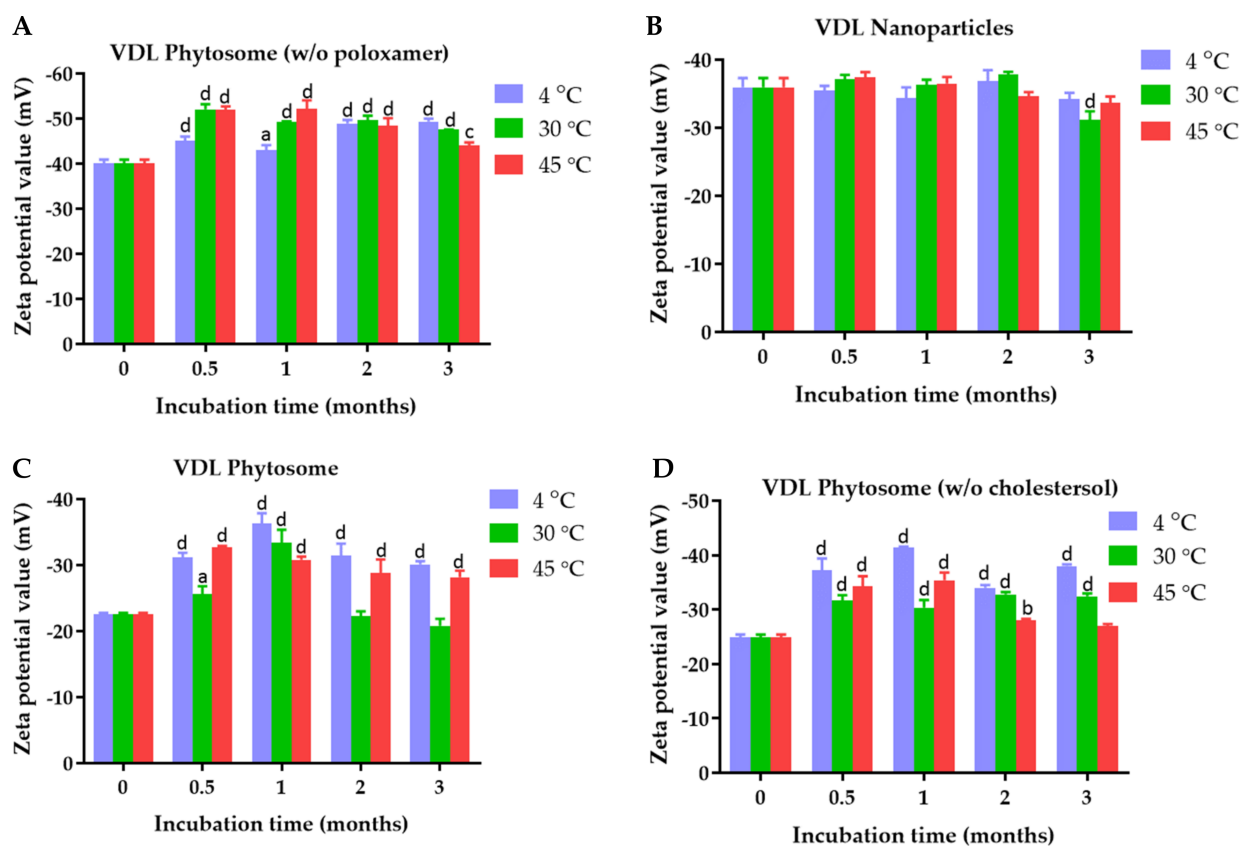 A
VDL Phytosome (w/o poloxamer)
Zeta potential value (mV)
-60
-50
-40
-30
-20
-10
0
d
d d
a
d
d
d d d
d
d
c
4 °C
30 °C
45 °C
0 0.5 1 2 3
Incubation time (months)
B
VDL Nanoparticles
Zeta potential value (mV)
-40
-30
-20
-10
0
d
4 °C
30 °C
45 °C
0 0.5 1 2 3
Incubation time (months)
C
VDL Phytosome
Zeta potential value (mV)
-40
-30
-20
-10
0
d
a
d
d
d
d
d
d
d
d
4 °C
30 °C
45 °C
0 0.5 1 2 3
Incubation time (months)
D
VDL Phytosome (w/o cholestersol)
Zeta potential value (mV)
-50
-40
-30
-20
-10
0
d
d
d
d
d
d
d d
b
d
d
4 °C
30 °C
45 °C
0 0.5 1 2 3
Incubation time (months)